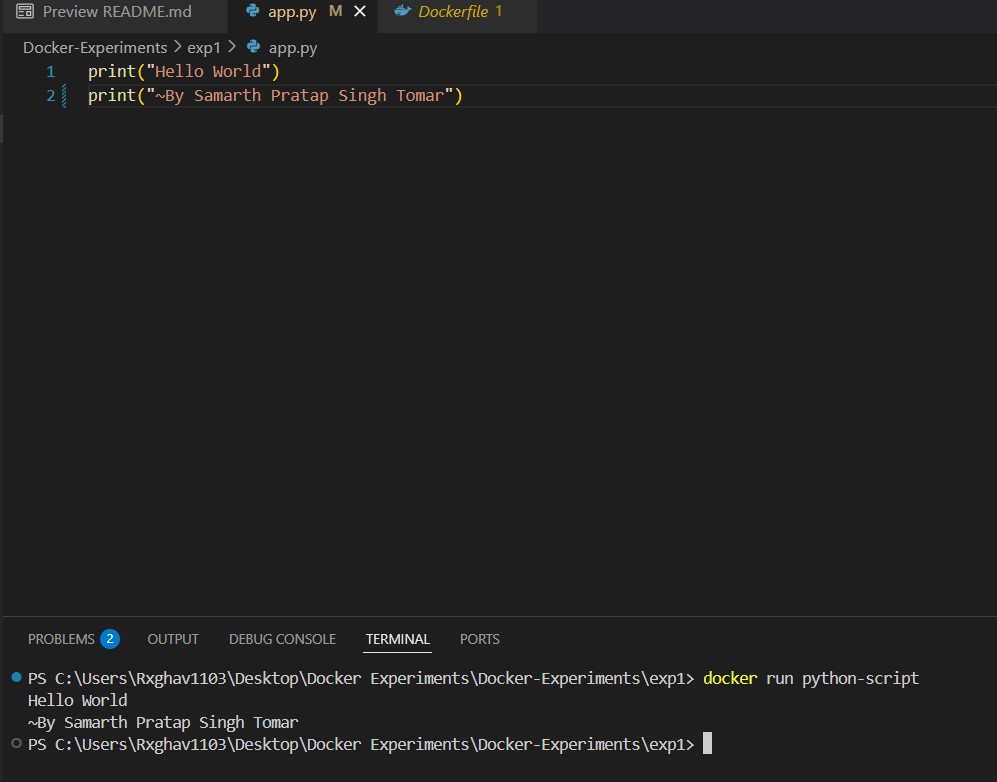 Preview README.md app.py M Dockerfile 1
Docker-Experiments > exp1 > app.py
1 print("Hello World")
2 print("~By Samarth Pratap Singh Tomar")
PROBLEMS 2 OUTPUT DEBUG CONSOLE TERMINAL PORTS
PS C:\Users\Rxghav1103\Desktop\Docker Experiments\Docker-Experiments\exp1> docker run python-script
Hello World
~By Samarth Pratap Singh Tomar
PS C:\Users\Rxghav1103\Desktop\Docker Experiments\Docker-Experiments\exp1>